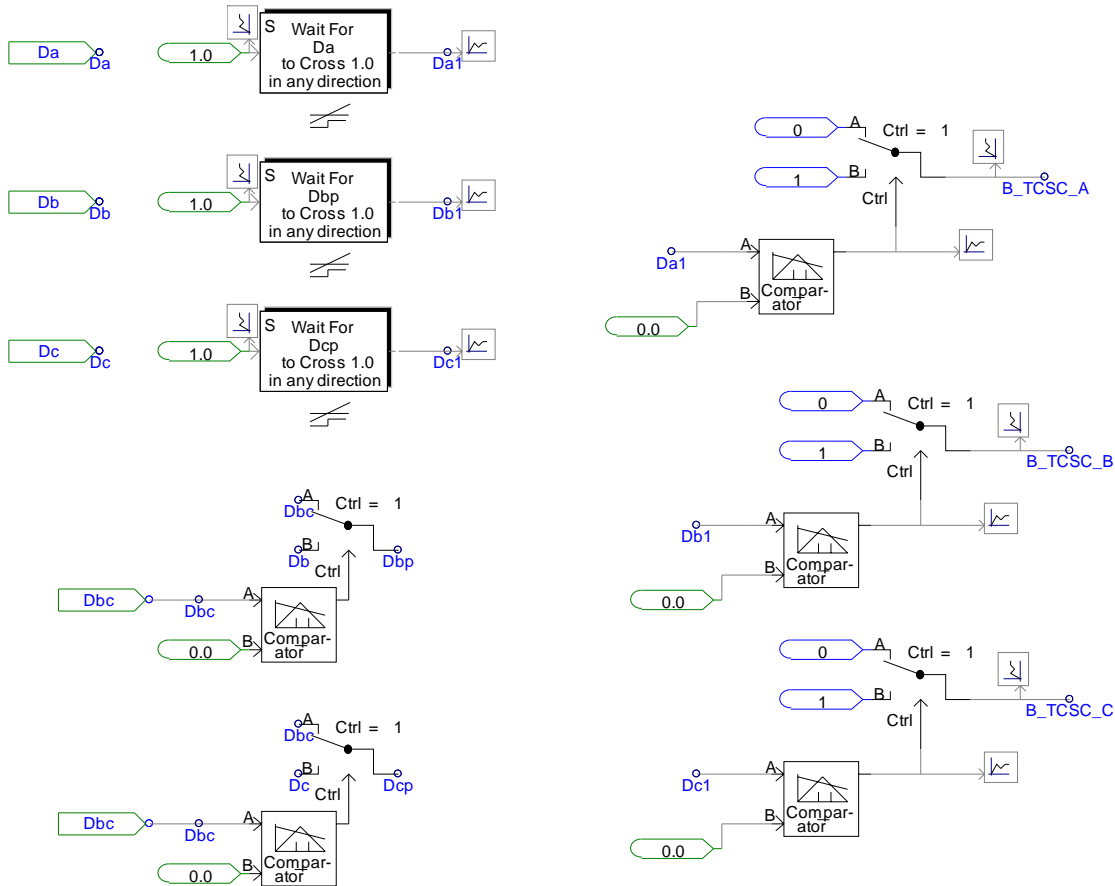 Da
Da
1.0
S
Wait For
Da
to Cross 1.0
in any direction
Da1
Db
Db
1.0
S
Wait For
Dbp
to Cross 1.0
in any direction
Db1
Dc
Dc
1.0
S
Wait For
Dcp
to Cross 1.0
in any direction
Dc1
A
Dbc
Ctrl = 1
B
Db
Dbp
Ctrl
Dbc
Dbc
A
0.0
B
Compar-
ator
A
Dbc
Ctrl = 1
B
Dc
Dcp
Ctrl
Dbc
Dbc
A
0.0
B
Compar-
ator
0
A
Ctrl = 1
1
B
B_TCSC_A
Ctrl
Da1
A
B
Compar-
ator
0.0
0
A
Ctrl = 1
1
B
B_TCSC_B
Ctrl
Db1
A
B
Compar-
ator
0.0
0
A
Ctrl = 1
1
B
B_TCSC_C
Ctrl
Dc1
A
B
Compar-
ator
0.0